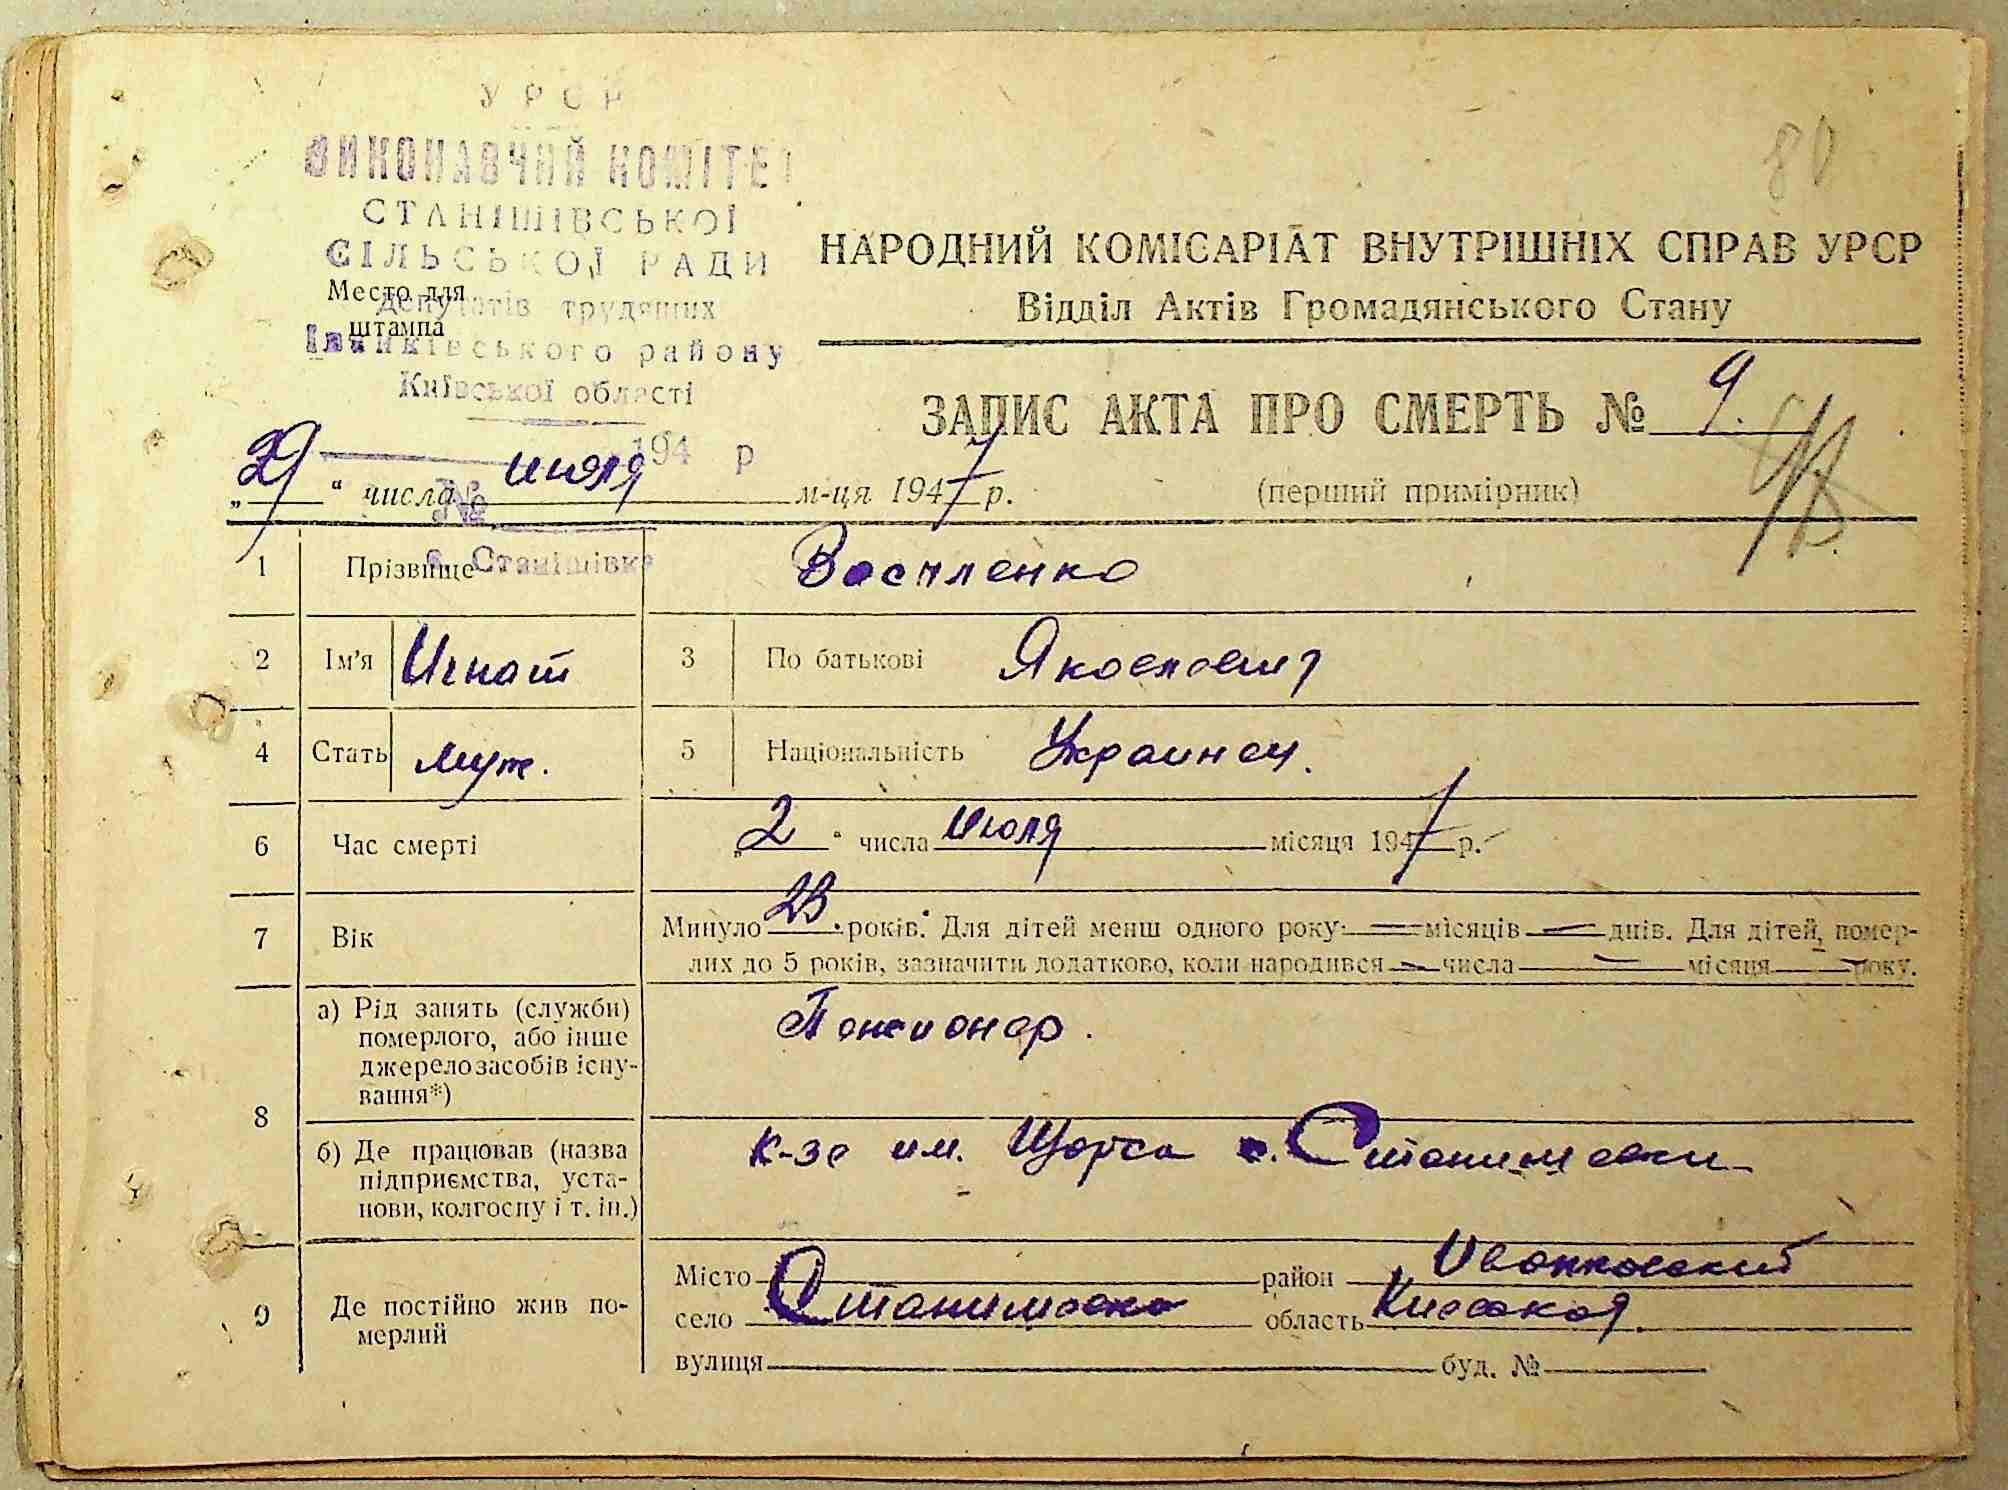 80
УРСР
ВИКОНАВЧИЙ КОМІТЕТ
СТАНІШІВСЬКОЇ
СІЛЬСЬКОЇ РАДИ
депутатів трудящих
Іванківського району
Київської області
194 р
№
с. Станішівка
Место для
штампа
НАРОДНИЙ КОМІСАРІАТ ВНУТРІШНІХ СПРАВ УРСР
Відділ Актів Громадянського Стану
ЗАПИС АКТА ПРО СМЕРТЬ № 9.
„29“ числа июля м-ця 1947 р. (перший примірник)
1 Прізвище Василенко
2 Ім'я Игнат 3 По батькові Яковлевич
4 Стать муж. 5 Національність Украинец.
6 Час смерті „2“ числа июля місяця 1947 р.
7 Вік Минуло років. Для дітей менш одного року — місяців — днів. Для дітей, помер-
лих до 5 років, зазначити додатково, коли народився — числа — місяця — року.
8 а) Рід занять (служби)
померлого, або інше
джерело засобів існу-
вання*)
Пенсионер.
б) Де працював (назва
підприємства, уста-
нови, колгоспу і т. ін.)
к-зе им. Щорса с. Станишевки
9 Де постійно жив по-
мерлий
Місто район Иванковский
село Станишевка область Киевская.
вулиця буд. №